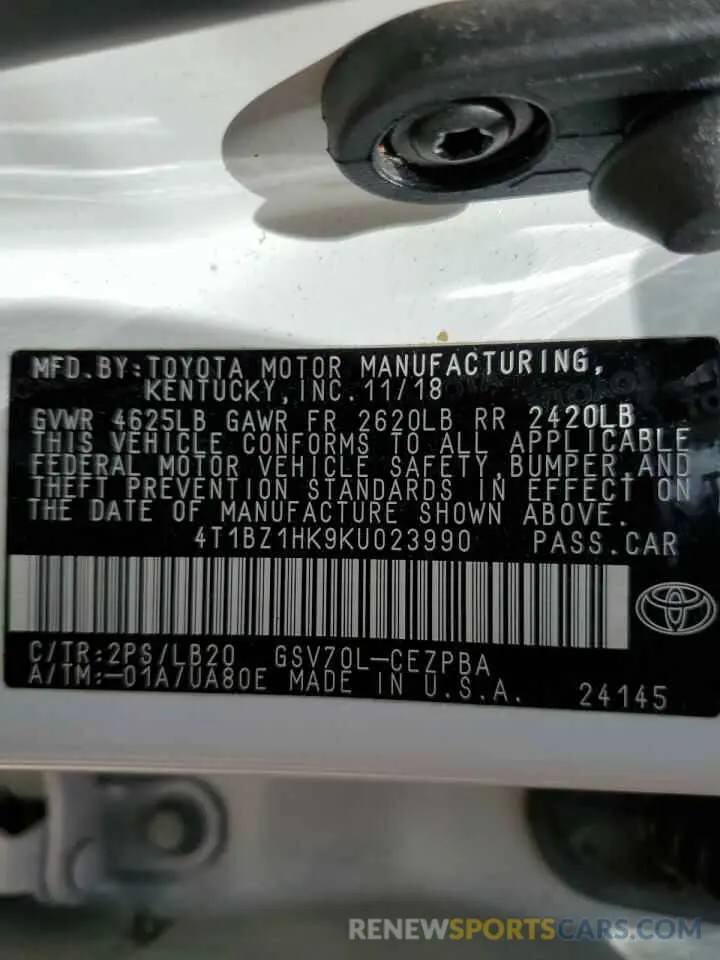 MFD.BY:TOYOTA MOTOR MANUFACTURING,
KENTUCKY,INC.11/18
GVWR 4625LB GAWR FR 2620LB RR 2420LB
THIS VEHICLE CONFORMS TO ALL APPLICABLE
FEDERAL MOTOR VEHICLE SAFETY,BUMPER,AND
THEFT PREVENTION STANDARDS IN EFFECT ON
THE DATE OF MANUFACTURE SHOWN ABOVE.
4T1BZ1HK9KU023990 PASS.CAR
C/TR:2PS/LB20 GSV70L-CEZPBA
A/TM:-01A/UA80E MADE IN U.S.A. 24145
RENEWSPORTSCARS.COM